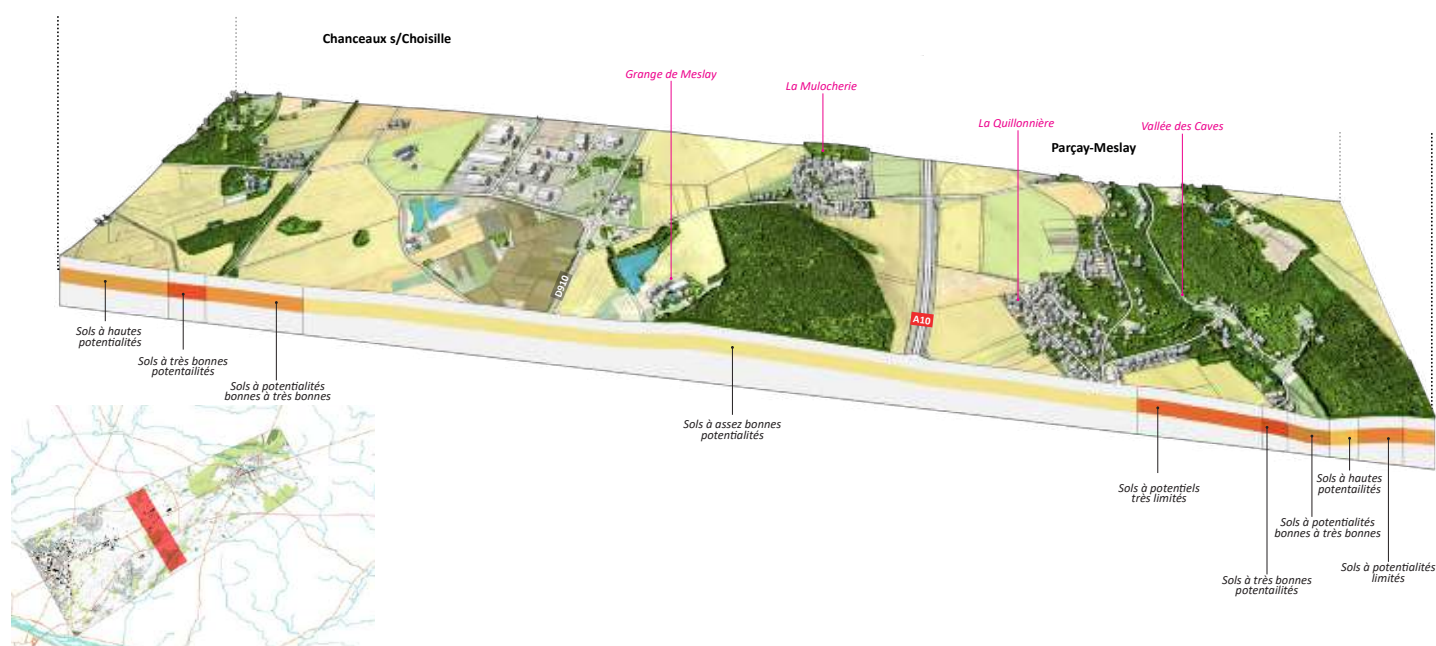 Chanceaux s/Choisille
Grange de Meslay
La Mulocherie
La Quillonnière
Vallée des Caves
Parçay-Meslay
D910
A10
Sols à hautes
potentialités
Sols à très bonnes
potentailités
Sols à potentialités
bonnes à très bonnes
Sols à assez bonnes
potentialités
Sols à potentiels
très limités
Sols à très bonnes
potentailités
Sols à potentialités
bonnes à très bonnes
Sols à hautes
potentailités
Sols à potentialités
limités